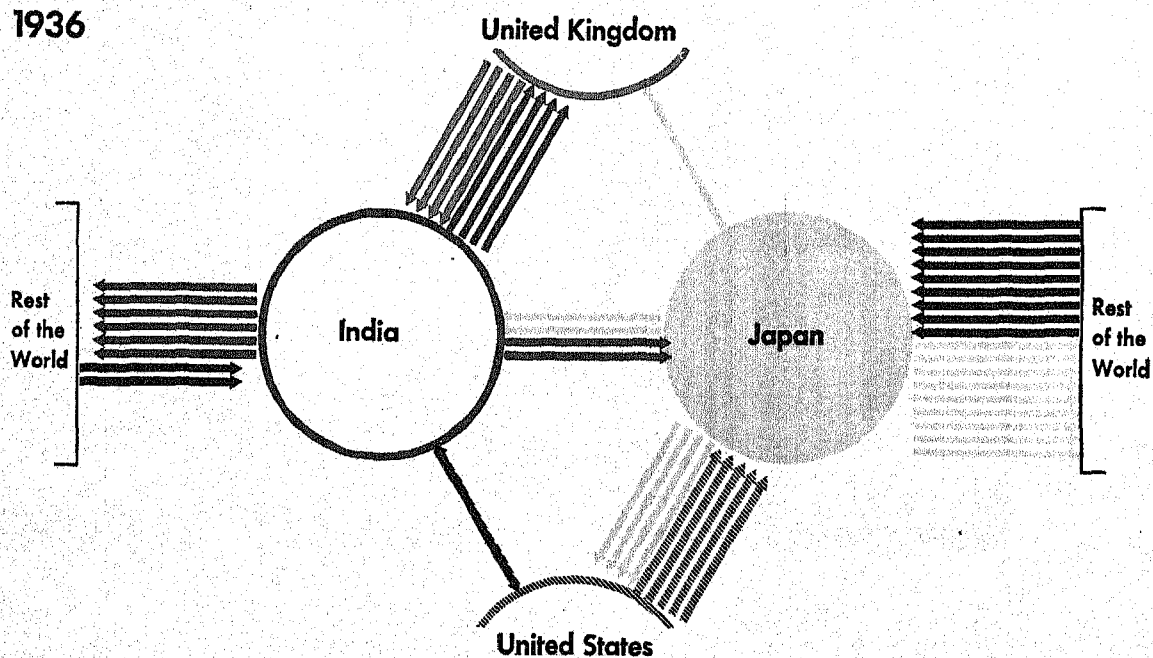 1936
United Kingdom
Rest
of the
World
India
Japan
Rest
of the
World
United States